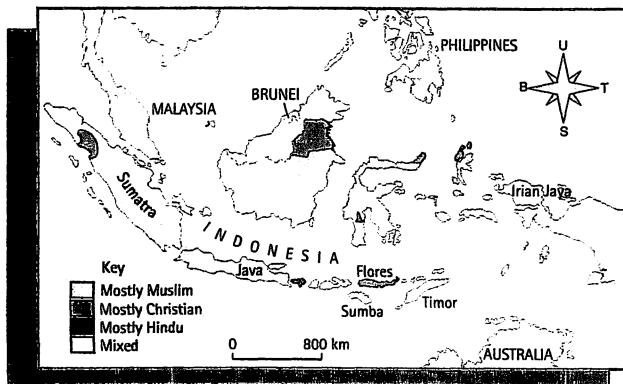 PHILIPPINES
U
B T
S
BRUNEI
MALAYSIA
Sumatra
Irian Jaya
INDONESIA
Java
Flores
Sumba
Timor
Key
Mostly Muslim
Mostly Christian
Mostly Hindu
Mixed
0 800 km
AUSTRALIA